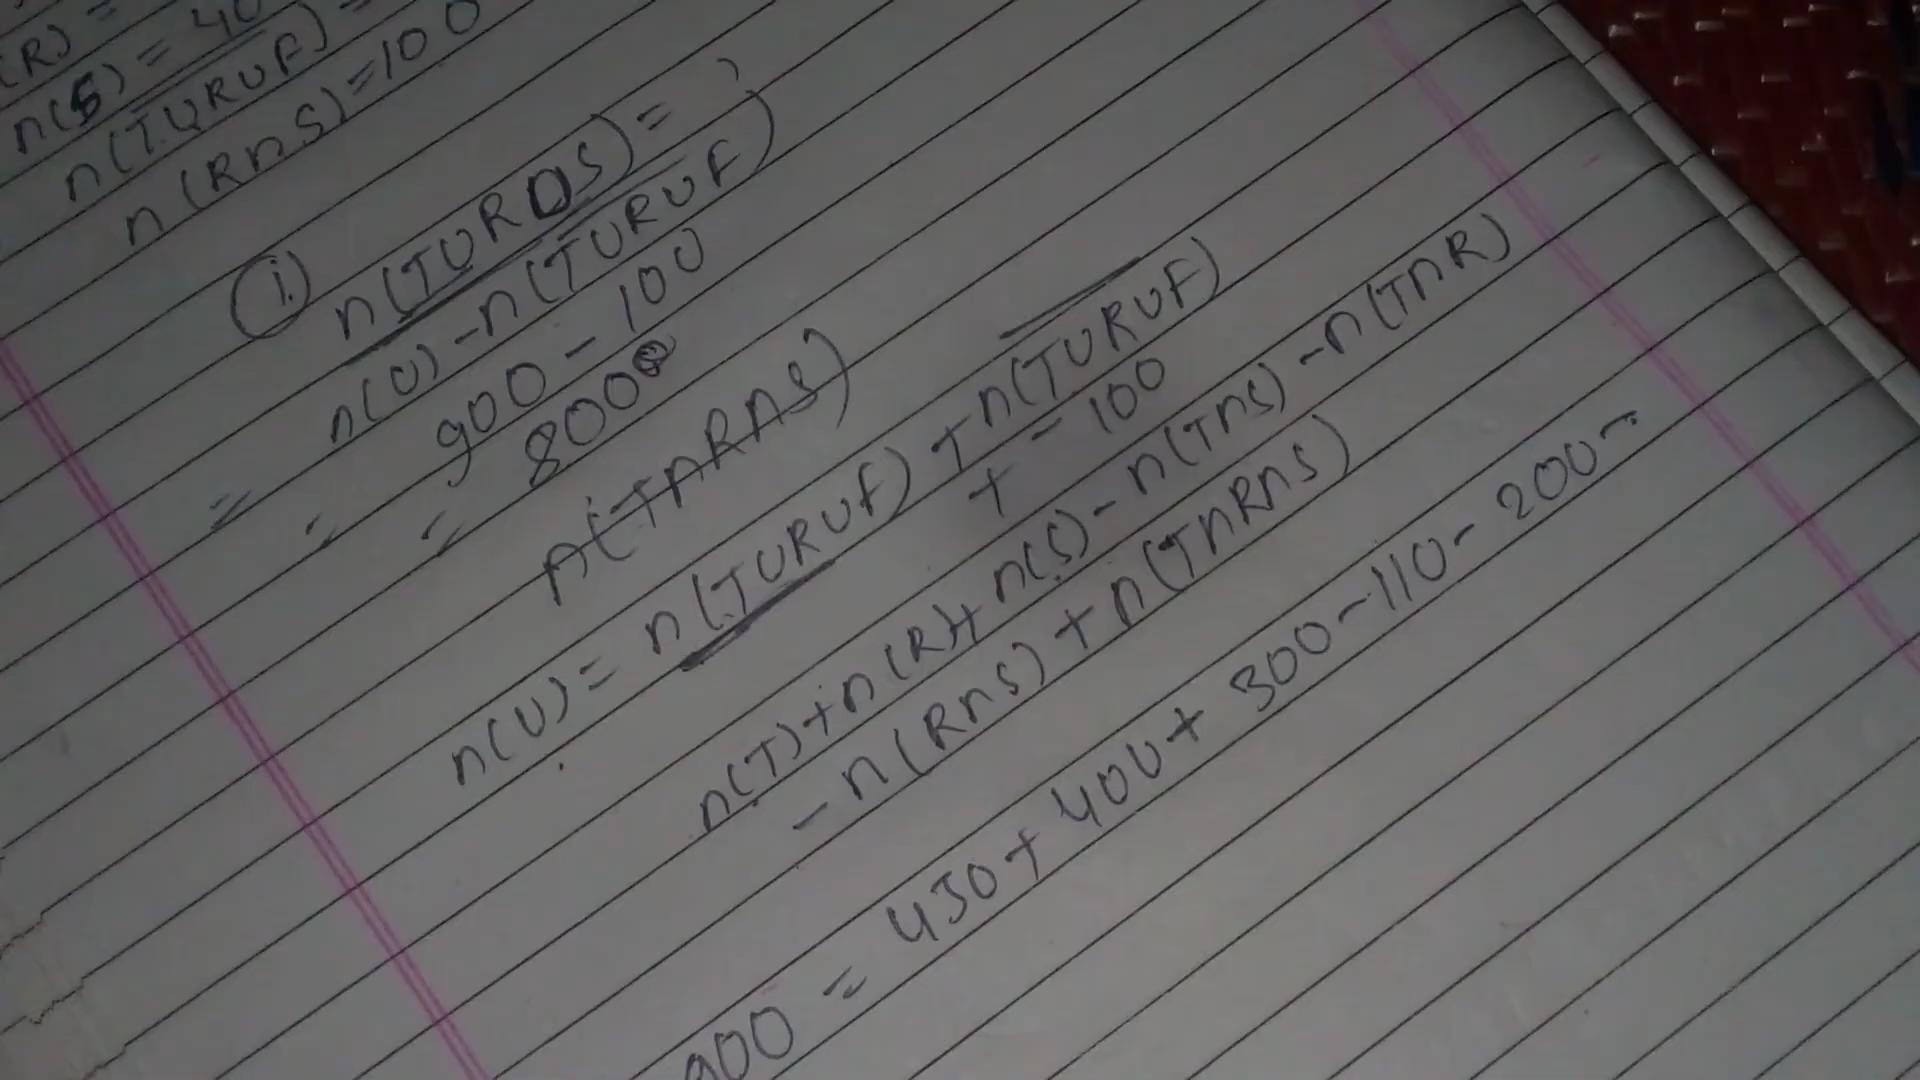 (R) =
n(S) = 40
n(TURUF) =
n(RnS) = 100
(i) n(TURUS) = ?
= n(U) - n(TURUF)
= 900 - 100
= 800
n(TnRnS)
n(U) = n(TURUF) + n(TURUF)
+ - 100
n(T) + n(R) + n(S) - n(TnS) - n(TnR)
- n(RnS) + n(TnRnS)
900 = 450 + 400 + 300 - 110 - 200 -